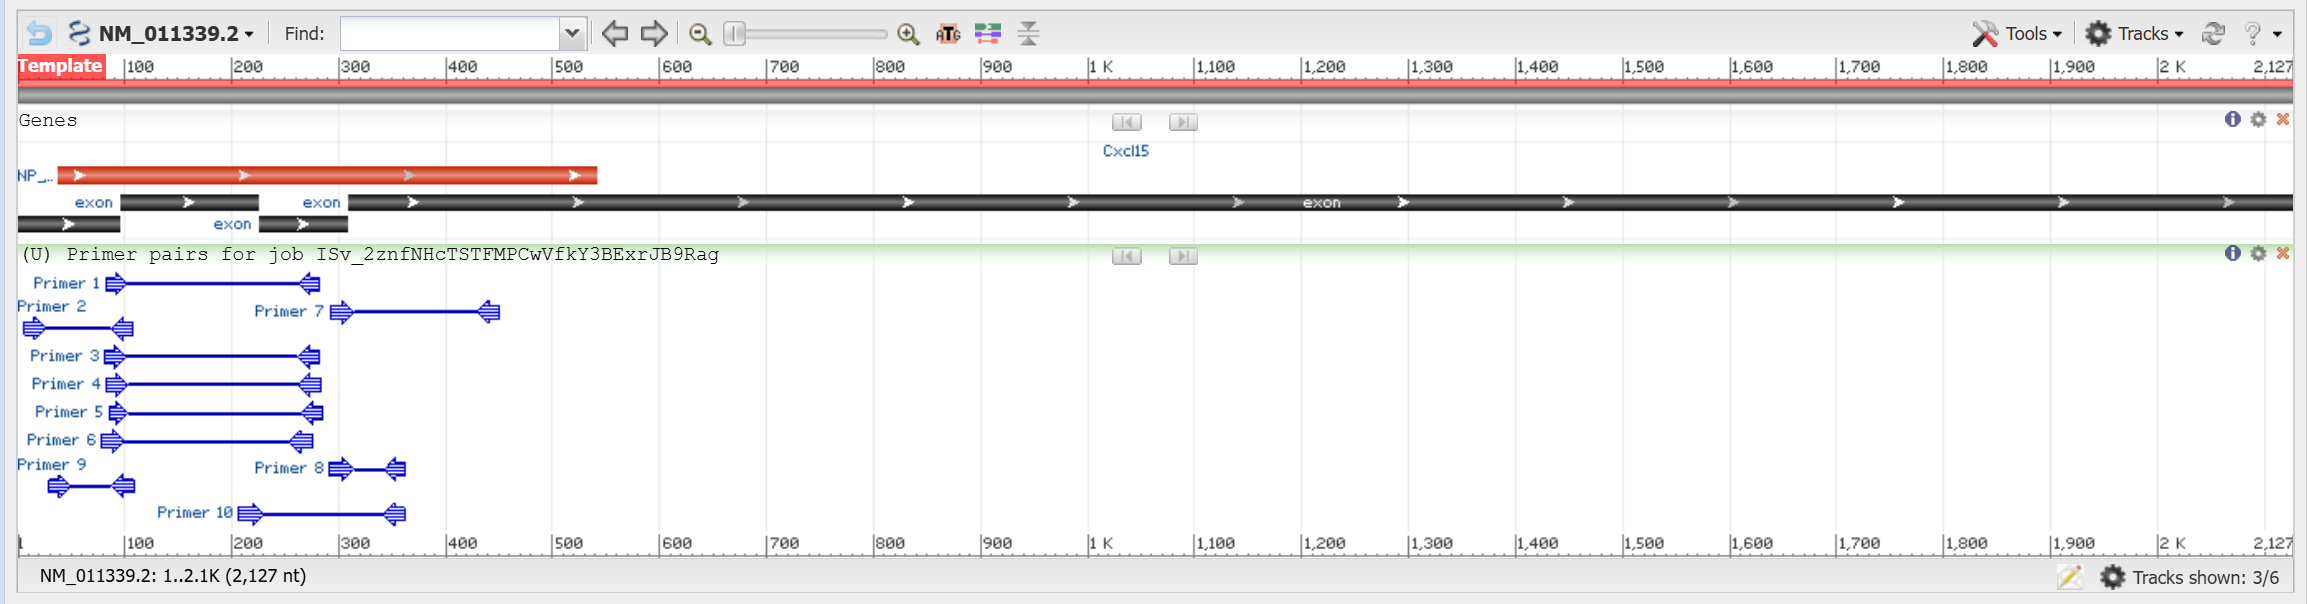 NM_011339.2 Find: ATG Tools Tracks ?
Template 100 200 300 400 500 600 700 800 900 1 K 1,100 1,200 1,300 1,400 1,500 1,600 1,700 1,800 1,900 2 K 2,127
Genes
Cxcl15
NP_..
exon exon exon
exon
(U) Primer pairs for job ISv_2znfNHcTSTFMPCwVfkY3BExrJB9Rag
Primer 1
Primer 2
Primer 7
Primer 3
Primer 4
Primer 5
Primer 6
Primer 9
Primer 8
Primer 10
1 100 200 300 400 500 600 700 800 900 1 K 1,100 1,200 1,300 1,400 1,500 1,600 1,700 1,800 1,900 2 K 2,127
NM_011339.2: 1..2.1K (2,127 nt) Tracks shown: 3/6